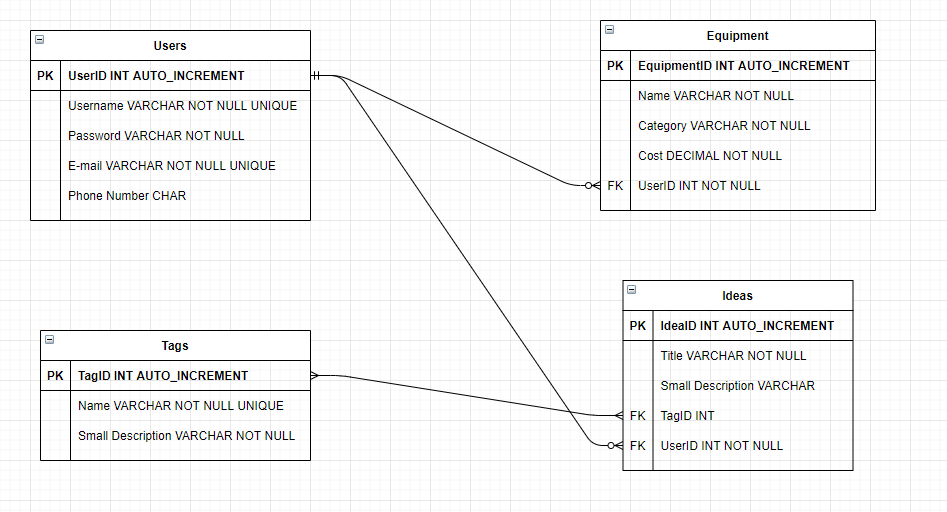 Users
PK UserID INT AUTO_INCREMENT
Username VARCHAR NOT NULL UNIQUE
Password VARCHAR NOT NULL
E-mail VARCHAR NOT NULL UNIQUE
Phone Number CHAR
Equipment
PK EquipmentID INT AUTO_INCREMENT
Name VARCHAR NOT NULL
Category VARCHAR NOT NULL
Cost DECIMAL NOT NULL
FK UserID INT NOT NULL
Tags
PK TagID INT AUTO_INCREMENT
Name VARCHAR NOT NULL UNIQUE
Small Description VARCHAR NOT NULL
Ideas
PK IdeaID INT AUTO_INCREMENT
Title VARCHAR NOT NULL
Small Description VARCHAR
FK TagID INT
FK UserID INT NOT NULL